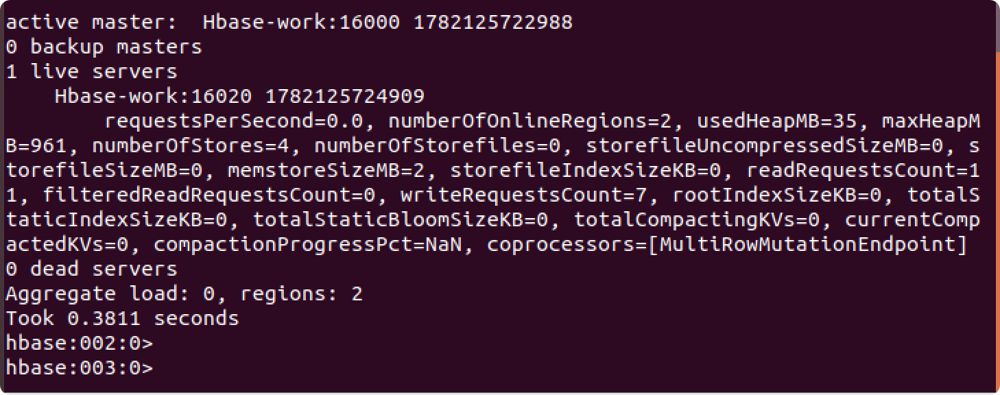 active master:  Hbase-work:16000 1782125722988
0 backup masters
1 live servers
    Hbase-work:16020 1782125724909
        requestsPerSecond=0.0, numberOfOnlineRegions=2, usedHeapMB=35, maxHeapM
B=961, numberOfStores=4, numberOfStorefiles=0, storefileUncompressedSizeMB=0, s
torefileSizeMB=0, memstoreSizeMB=2, storefileIndexSizeKB=0, readRequestsCount=1
1, filteredReadRequestsCount=0, writeRequestsCount=7, rootIndexSizeKB=0, totalS
taticIndexSizeKB=0, totalStaticBloomSizeKB=0, totalCompactingKVs=0, currentComp
actedKVs=0, compactionProgressPct=NaN, coprocessors=[MultiRowMutationEndpoint]
0 dead servers
Aggregate load: 0, regions: 2
Took 0.3811 seconds
hbase:002:0>
hbase:003:0>